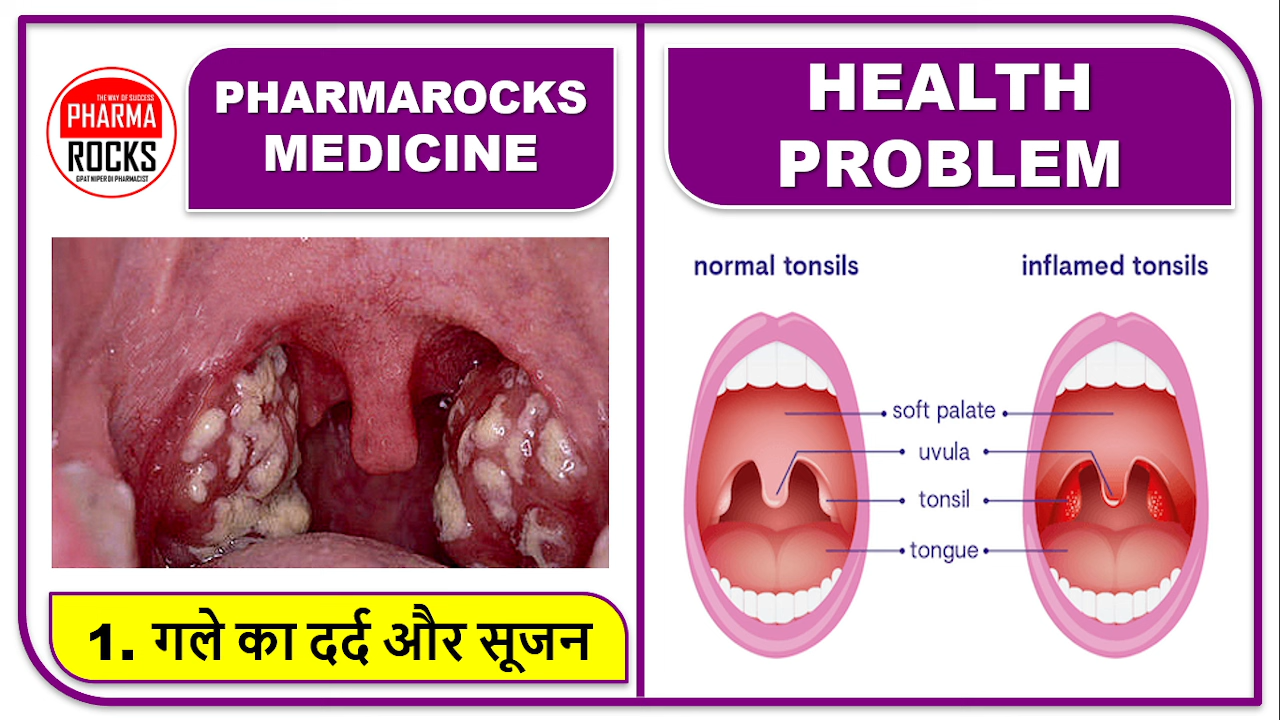 THE WAY OF SUCCESS
PHARMA
ROCKS
GPAT NIPER DI PHARMACIST
PHARMAROCKS
MEDICINE
1. गले का दर्द और सूजन
HEALTH
PROBLEM
normal tonsils
inflamed tonsils
soft palate
uvula
tonsil
tongue